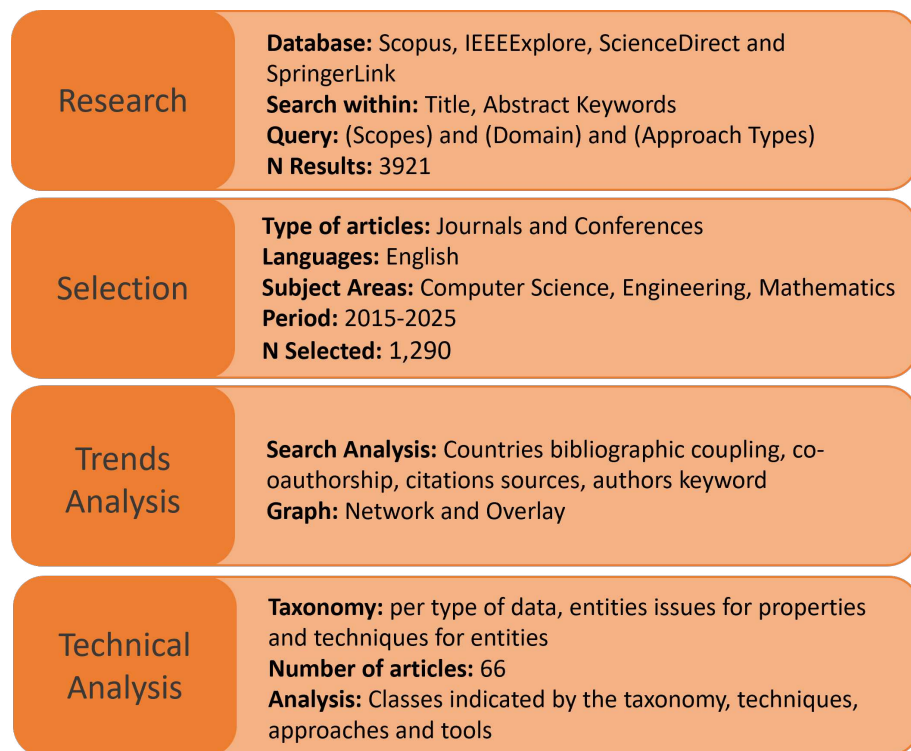 Research
Database: Scopus, IEEEExplore, ScienceDirect and
SpringerLink
Search within: Title, Abstract Keywords
Query: (Scopes) and (Domain) and (Approach Types)
N Results: 3921
Selection
Type of articles: Journals and Conferences
Languages: English
Subject Areas: Computer Science, Engineering, Mathematics
Period: 2015-2025
N Selected: 1,290
Trends
Analysis
Search Analysis: Countries bibliographic coupling, co-
oauthorship, citations sources, authors keyword
Graph: Network and Overlay
Technical
Analysis
Taxonomy: per type of data, entities issues for properties
and techniques for entities
Number of articles: 66
Analysis: Classes indicated by the taxonomy, techniques,
approaches and tools